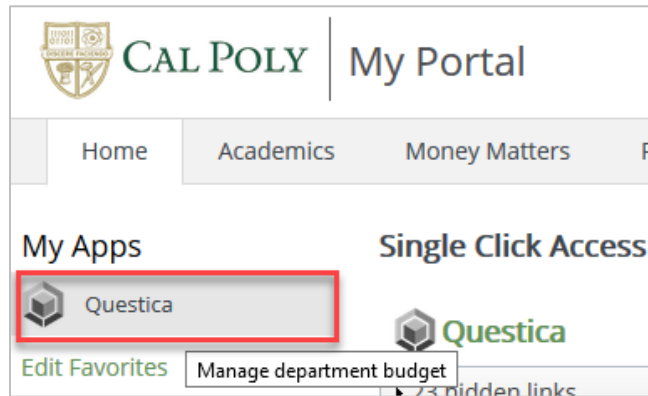 CAL POLY
My Portal
Home
Academics
Money Matters
My Apps
Single Click Access
Questica
Questica
Edit Favorites
Manage department budget
23 hidden links